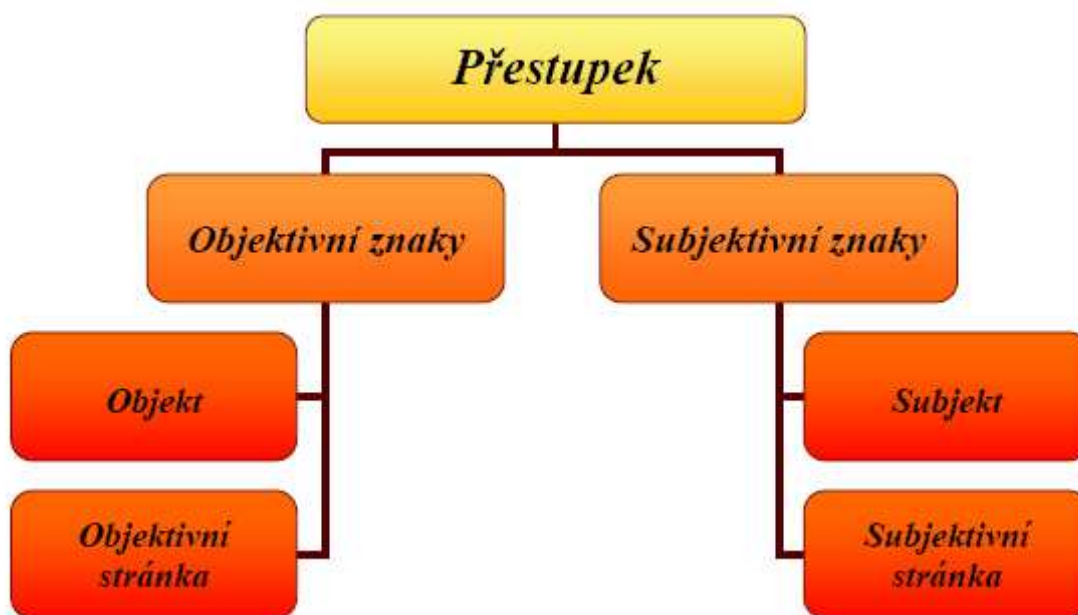 Přestupek
Objektivní znaky
Subjektivní znaky
Objekt
Subjekt
Objektivní
stránka
Subjektivní
stránka